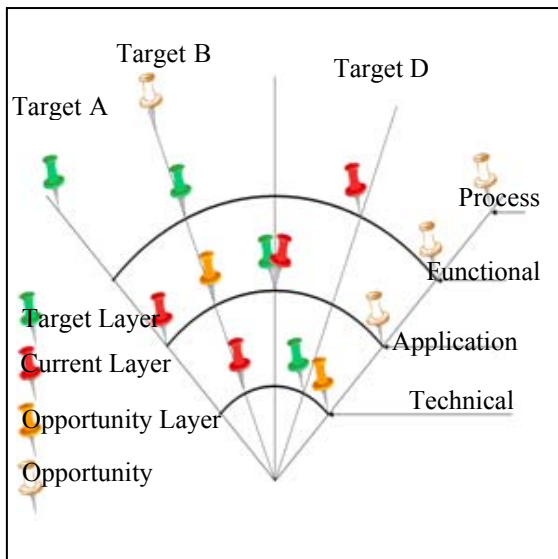 Target B
Target D
Target A
Process
Functional
Target Layer
Application
Current Layer
Technical
Opportunity Layer
Opportunity